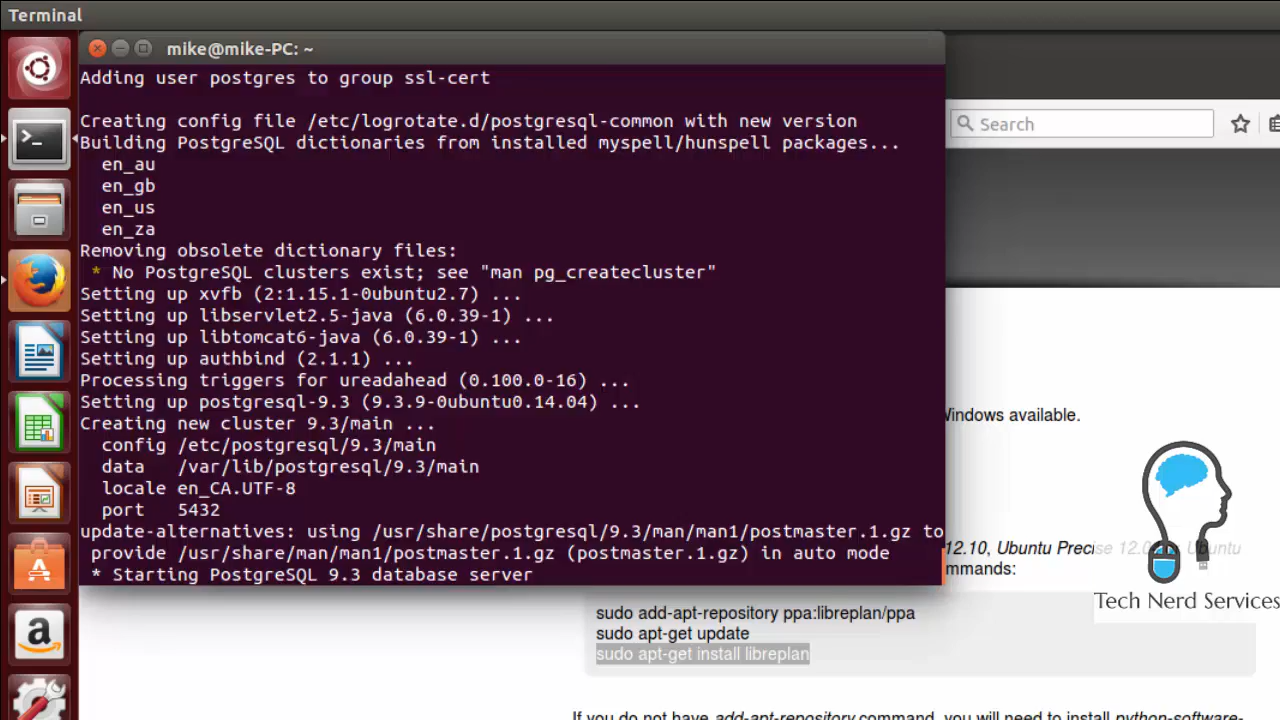 Terminal
mike@mike-PC: ~
Adding user postgres to group ssl-cert
Creating config file /etc/logrotate.d/postgresql-common with new version
Building PostgreSQL dictionaries from installed myspell/hunspell packages...
en_au
en_gb
en_us
en_za
Removing obsolete dictionary files:
* No PostgreSQL clusters exist; see "man pg_createcluster"
Setting up xvfb (2:1.15.1-0ubuntu2.7) ...
Setting up libservlet2.5-java (6.0.39-1) ...
Setting up libtomcat6-java (6.0.39-1) ...
Setting up authbind (2.1.1) ...
Processing triggers for ureadahead (0.100.0-16) ...
Setting up postgresql-9.3 (9.3.9-0ubuntu0.14.04) ...
Creating new cluster 9.3/main ...
config /etc/postgresql/9.3/main
data /var/lib/postgresql/9.3/main
locale en_CA.UTF-8
port 5432
update-alternatives: using /usr/share/postgresql/9.3/man/man1/postmaster.1.gz to
provide /usr/share/man/man1/postmaster.1.gz (postmaster.1.gz) in auto mode
* Starting PostgreSQL 9.3 database server
Search
Windows available.
12.10, Ubuntu Precise 12.0 Ubuntu
mmands:
Tech Nerd Services
sudo add-apt-repository ppa:libreplan/ppa
sudo apt-get update
sudo apt-get install libreplan
If you do not have add-apt-repository command, you will need to install python-software-